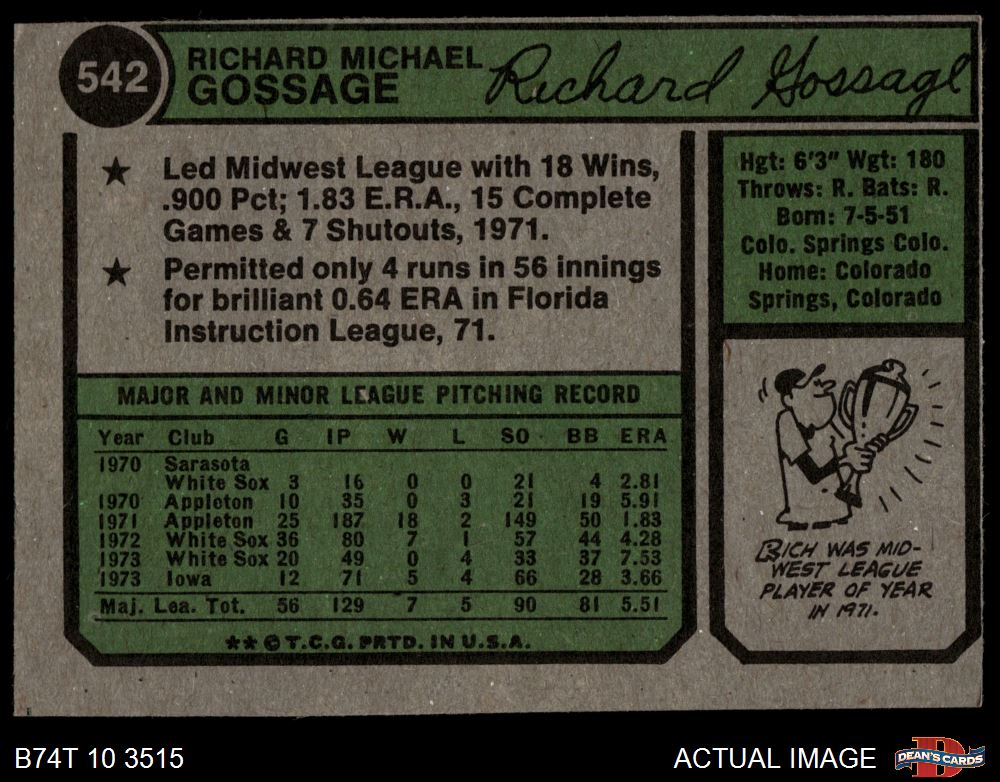 542
RICHARD MICHAEL
GOSSAGE
Richard Gossage
★ Led Midwest League with 18 Wins,
.900 Pct; 1.83 E.R.A., 15 Complete
Games & 7 Shutouts, 1971.
★ Permitted only 4 runs in 56 innings
for brilliant 0.64 ERA in Florida
Instruction League, 71.
Hgt: 6'3" Wgt: 180
Throws: R. Bats: R.
Born: 7-5-51
Colo. Springs Colo.
Home: Colorado
Springs, Colorado
MAJOR AND MINOR LEAGUE PITCHING RECORD
Year Club G IP W L SO BB ERA
1970 Sarasota
White Sox 3 16 0 0 21 4 2.81
1970 Appleton 10 35 0 3 21 19 5.91
1971 Appleton 25 187 18 2 149 50 1.83
1972 White Sox 36 80 7 1 57 44 4.28
1973 White Sox 20 49 0 4 33 37 7.53
1973 Iowa 12 71 5 4 66 28 3.66
Maj. Lea. Tot. 56 129 7 5 90 81 5.51
**©T.C.G. PRTD. IN U.S.A.
RICH WAS MID-
WEST LEAGUE
PLAYER OF YEAR
IN 1971.
B74T 10 3515
ACTUAL IMAGE
D
DEAN'S CARDS